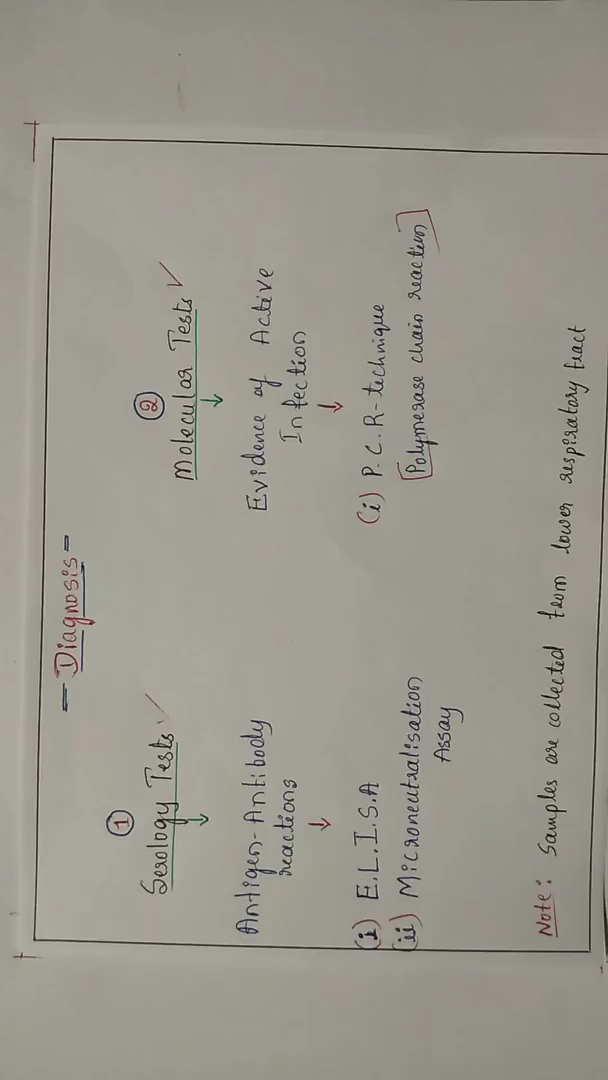 - Diagnosis -
1
Serology Tests
Antigen-Antibody
reactions
(i) E.L.I.S.A
(ii) Microneutralisation
Assay
2
Molecular Tests
Evidence of Active
Infection
(i) P.C.R-technique
[Polymerase chain reaction]
Note: Samples are collected from lower respiratory tract